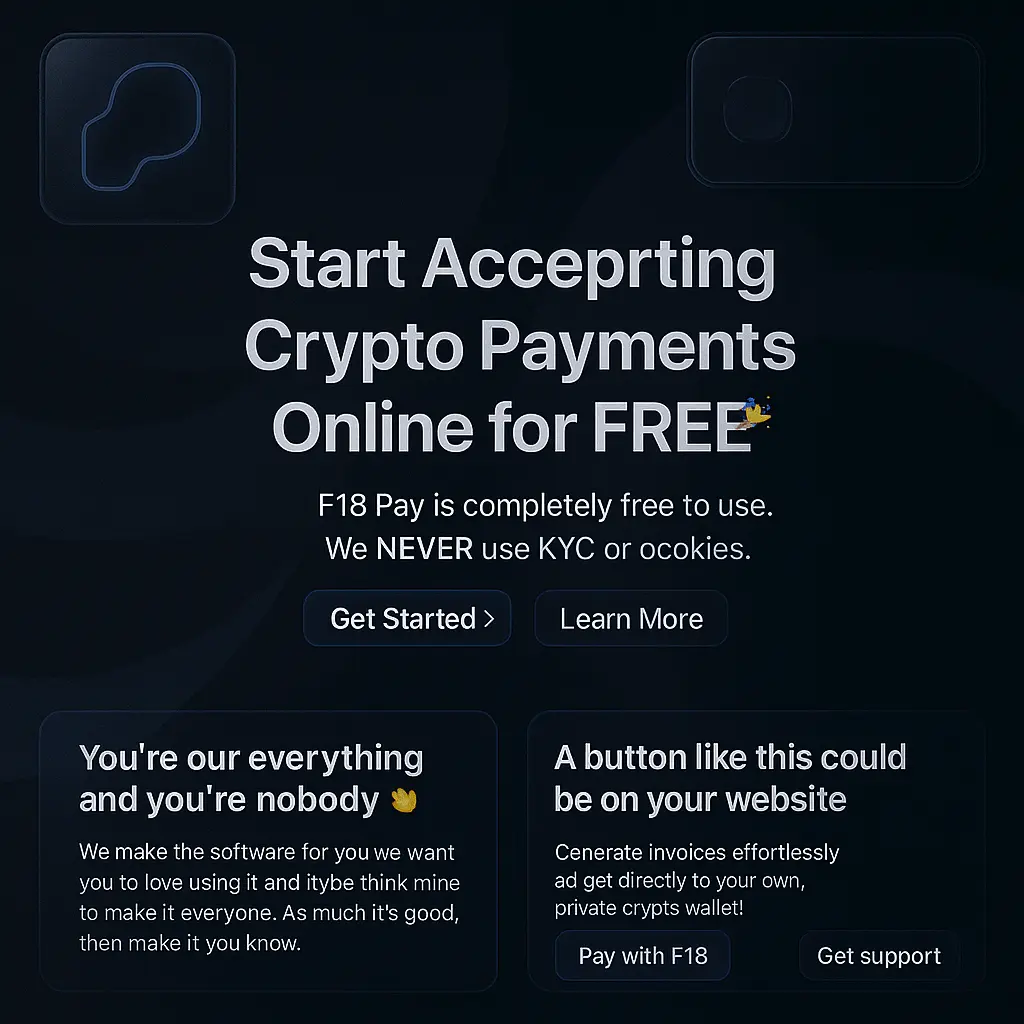 Start Acceprting
Crypto Payments
Online for FREE
F18 Pay is completely free to use.
We NEVER use KYC or ocokies.
Get Started >
Learn More
You're our everything
and you're nobody 👋
We make the software for you we want
you to love using it and itybe think mine
to make it everyone. As much it's good,
then make it you know.
A button like this could
be on your website
Cenerate invoices effortlessly
ad get directly to your own,
private crypts wallet!
Pay with F18
Get support